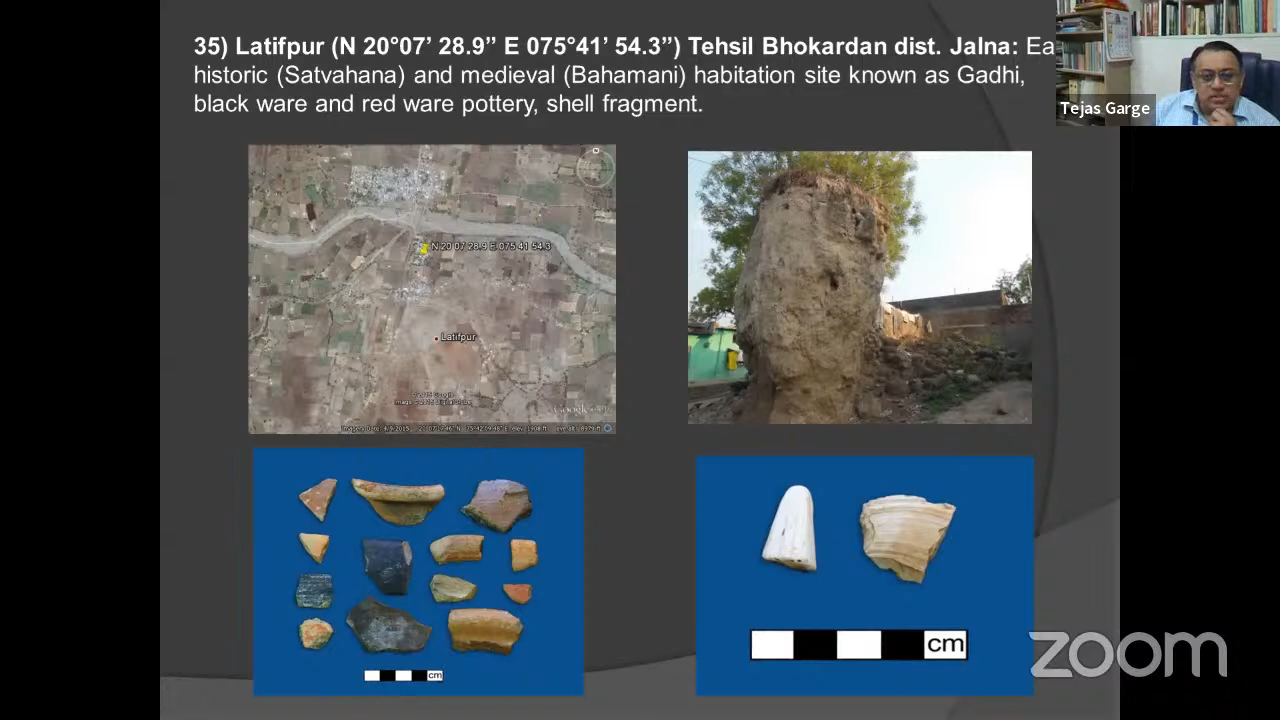 35) Latifpur (N 20°07’ 28.9” E 075°41’ 54.3”) Tehsil Bhokardan dist. Jalna: Ea
historic (Satvahana) and medieval (Bahamani) habitation site known as Gadhi,
black ware and red ware pottery, shell fragment.
Tejas Garge
N 20 07 28.9 E 075 41 54.3
Latifpur
cm
cm
zoom